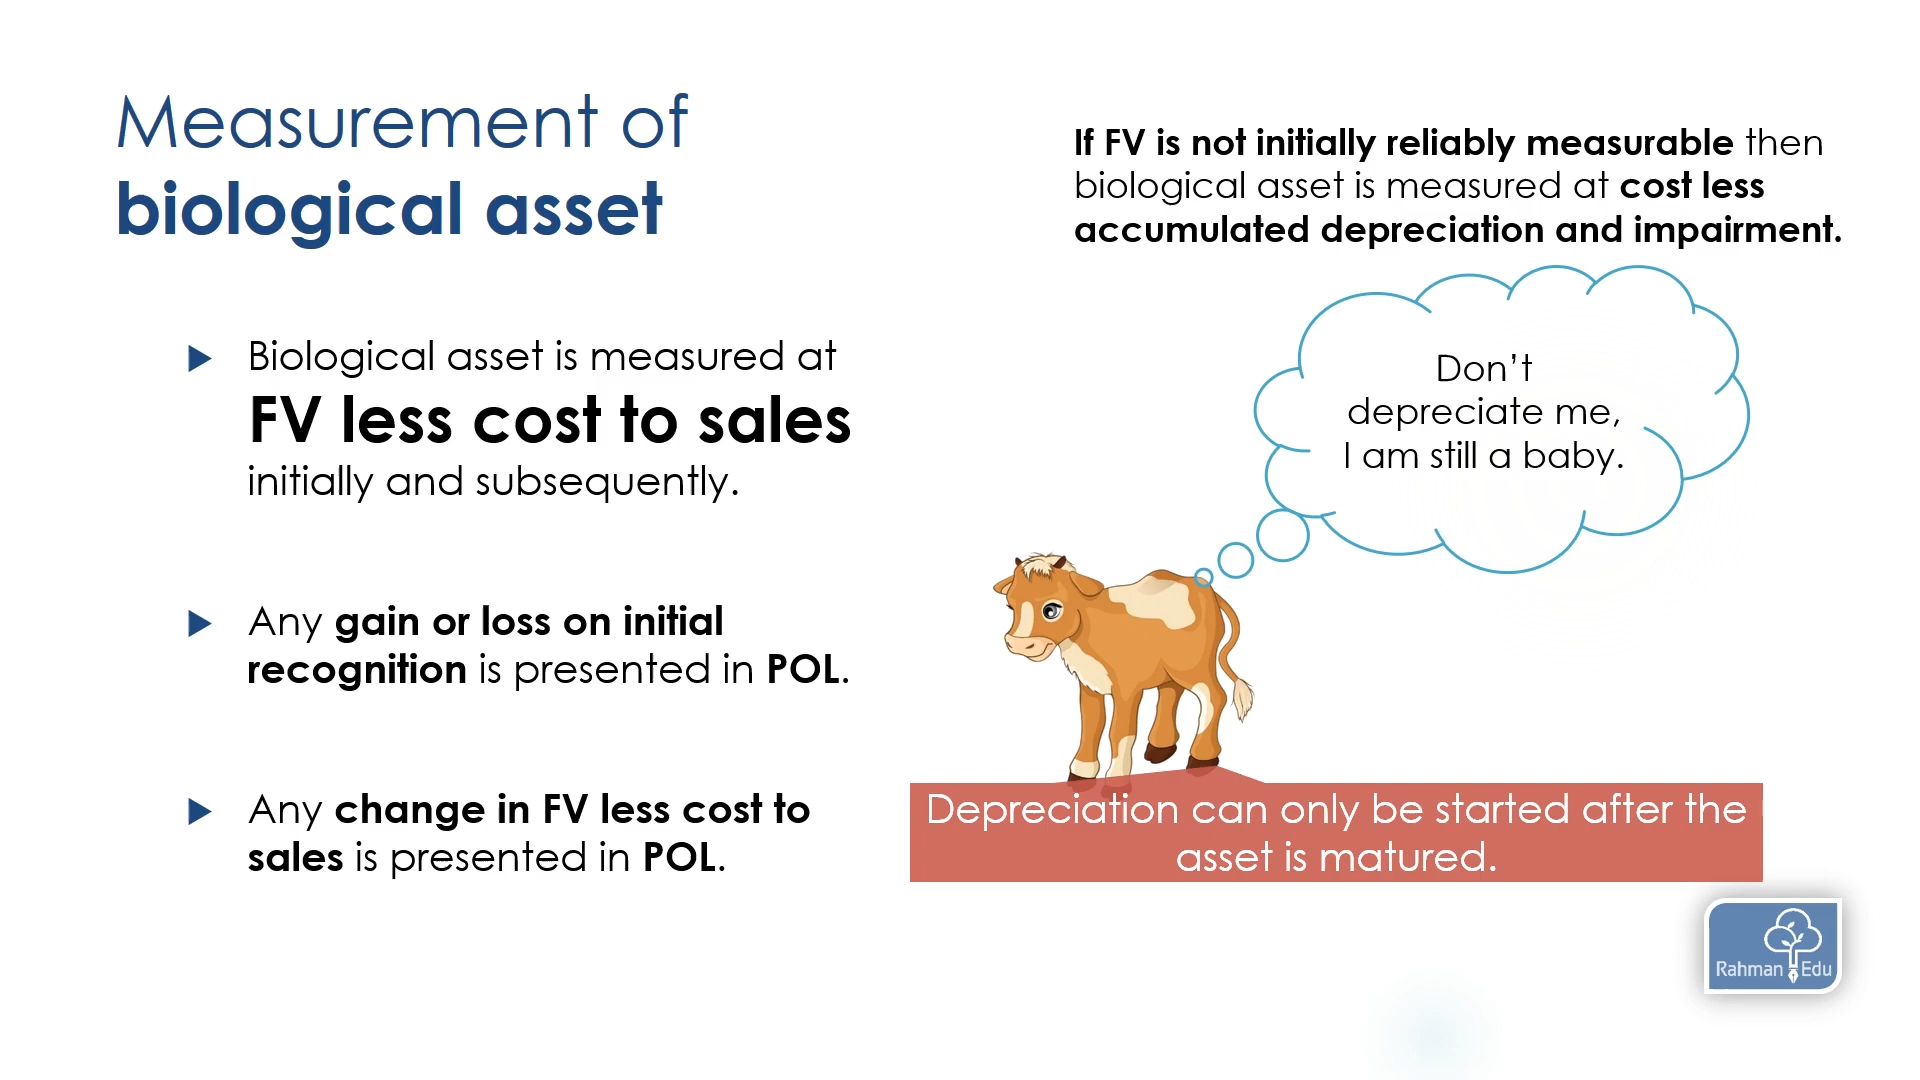 Measurement of
biological asset
Biological asset is measured at
FV less cost to sales
initially and subsequently.
Any gain or loss on initial
recognition is presented in POL.
Any change in FV less cost to
sales is presented in POL.
If FV is not initially reliably measurable then
biological asset is measured at cost less
accumulated depreciation and impairment.
Don’t
depreciate me,
I am still a baby.
Depreciation can only be started after the
asset is matured.
Rahman Edu